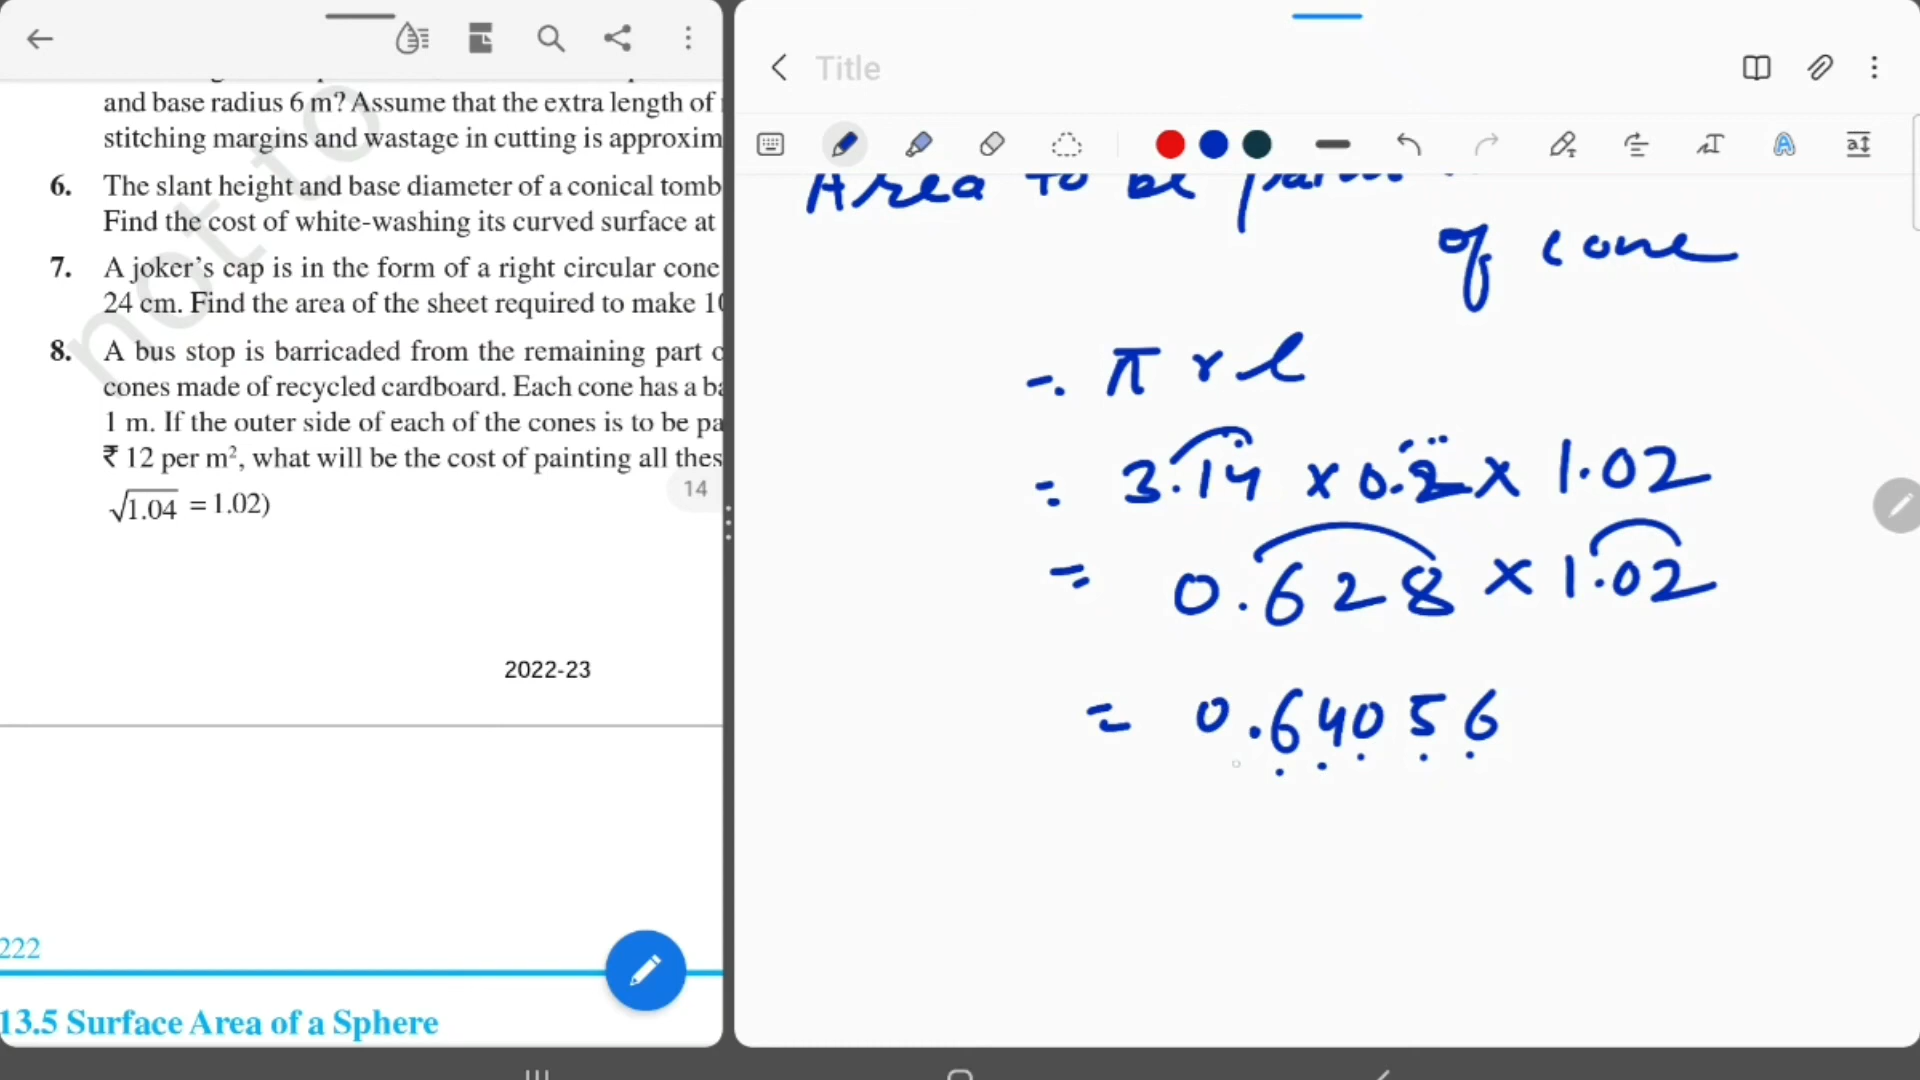 and base radius 6 m? Assume that the extra length of
stitching margins and wastage in cutting is approxim
6. The slant height and base diameter of a conical tomb
Find the cost of white-washing its curved surface at
7. A joker's cap is in the form of a right circular cone
24 cm. Find the area of the sheet required to make 10
8. A bus stop is barricaded from the remaining part o
cones made of recycled cardboard. Each cone has a ba
1 m. If the outer side of each of the cones is to be pa
₹ 12 per m², what will be the cost of painting all thes
√1.04 = 1.02)
14
not to
2022-23
222
13.5 Surface Area of a Sphere
Title
Area to be
of cone
= π r l
= 3.14 × 0.2 × 1.02
= 0.628 × 1.02
= 0.64056